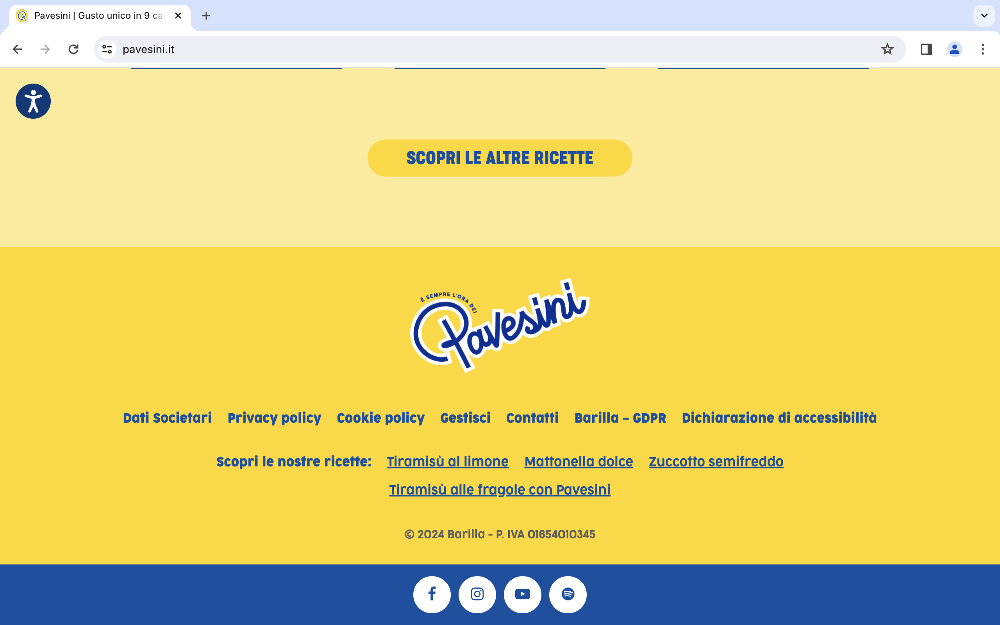 Pavesini | Gusto unico in 9 cal
pavesini.it
SCOPRI LE ALTRE RICETTE
È SEMPRE L'ORA DEI
Pavesini
Dati Societari Privacy policy Cookie policy Gestisci Contatti Barilla – GDPR Dichiarazione di accessibilità
Scopri le nostre ricette: Tiramisù al limone Mattonella dolce Zuccotto semifreddo
Tiramisù alle fragole con Pavesini
© 2024 Barilla - P. IVA 01654010345